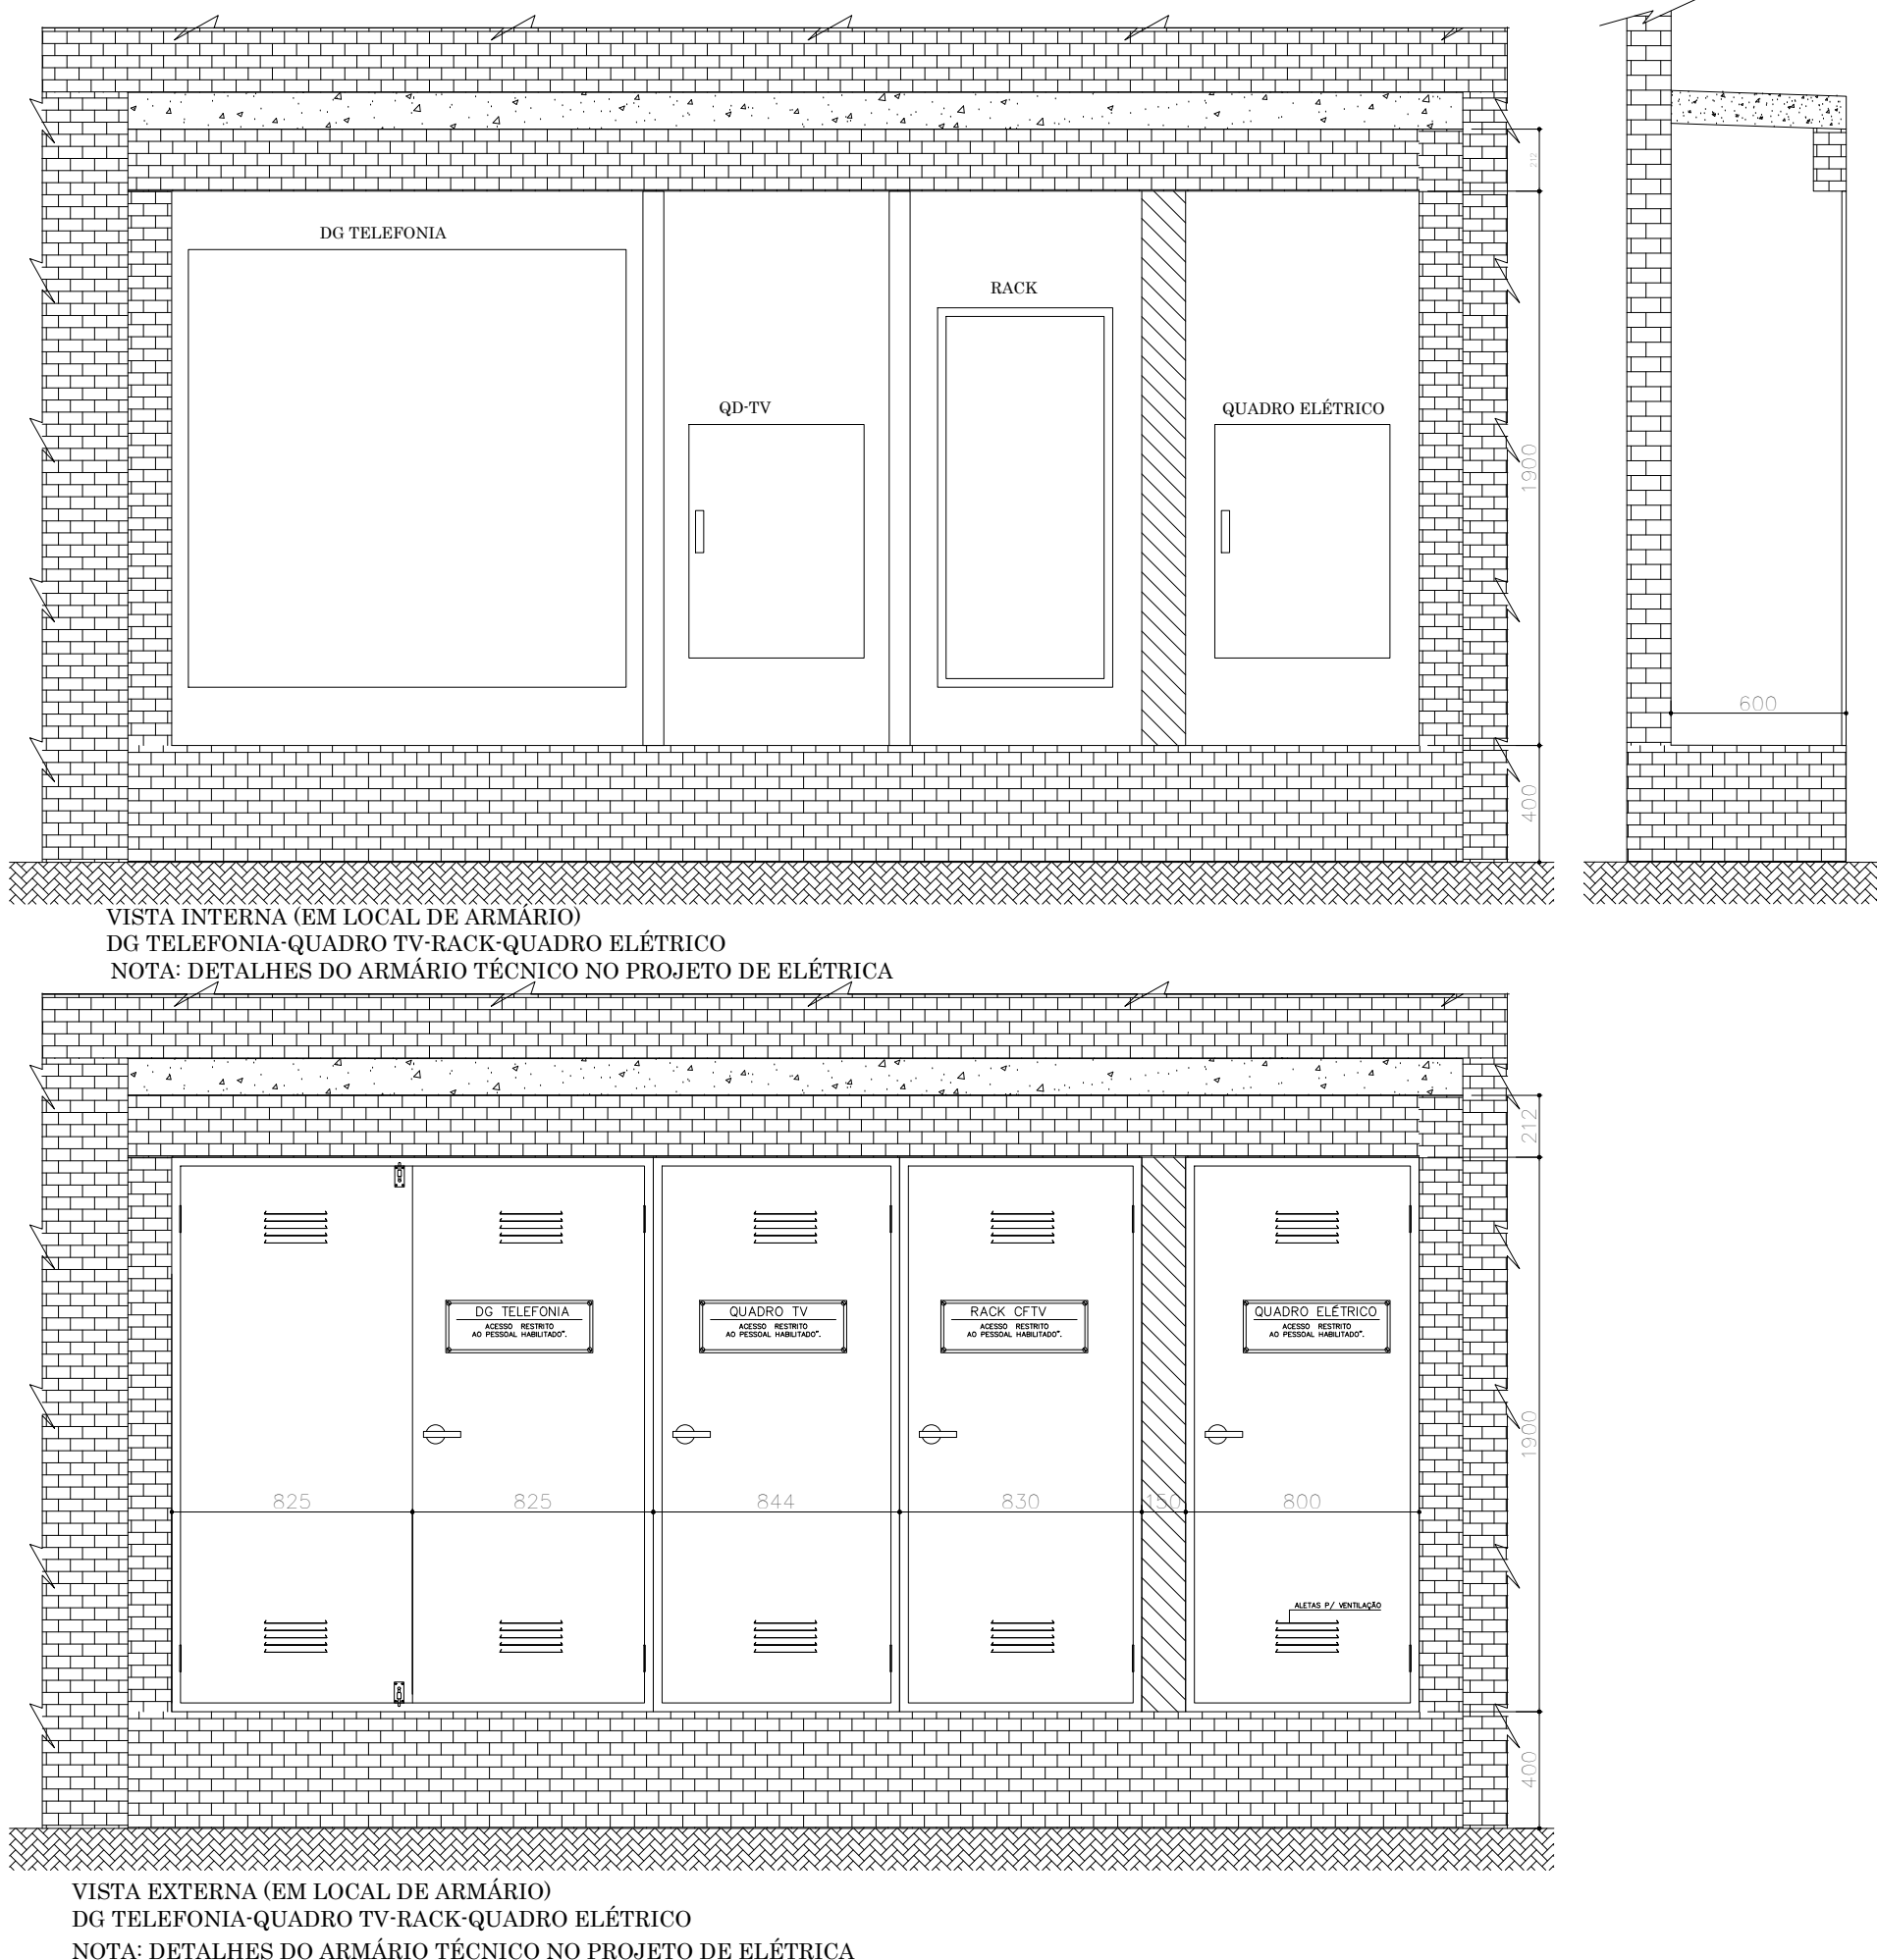 212
DG TELEFONIA
RACK
QD-TV
QUADRO ELÉTRICO
1900
600
400
VISTA INTERNA (EM LOCAL DE ARMÁRIO)
DG TELEFONIA-QUADRO TV-RACK-QUADRO ELÉTRICO
NOTA: DETALHES DO ARMÁRIO TÉCNICO NO PROJETO DE ELÉTRICA
212
DG TELEFONIA
ACESSO RESTRITO
AO PESSOAL HABILITADO".
QUADRO TV
ACESSO RESTRITO
AO PESSOAL HABILITADO".
RACK CFTV
ACESSO RESTRITO
AO PESSOAL HABILITADO".
QUADRO ELÉTRICO
ACESSO RESTRITO
AO PESSOAL HABILITADO".
1900
825 825 844 830 150 800
ALETAS P/ VENTILAÇÃO
400
VISTA EXTERNA (EM LOCAL DE ARMÁRIO)
DG TELEFONIA-QUADRO TV-RACK-QUADRO ELÉTRICO
NOTA: DETALHES DO ARMÁRIO TÉCNICO NO PROJETO DE ELÉTRICA